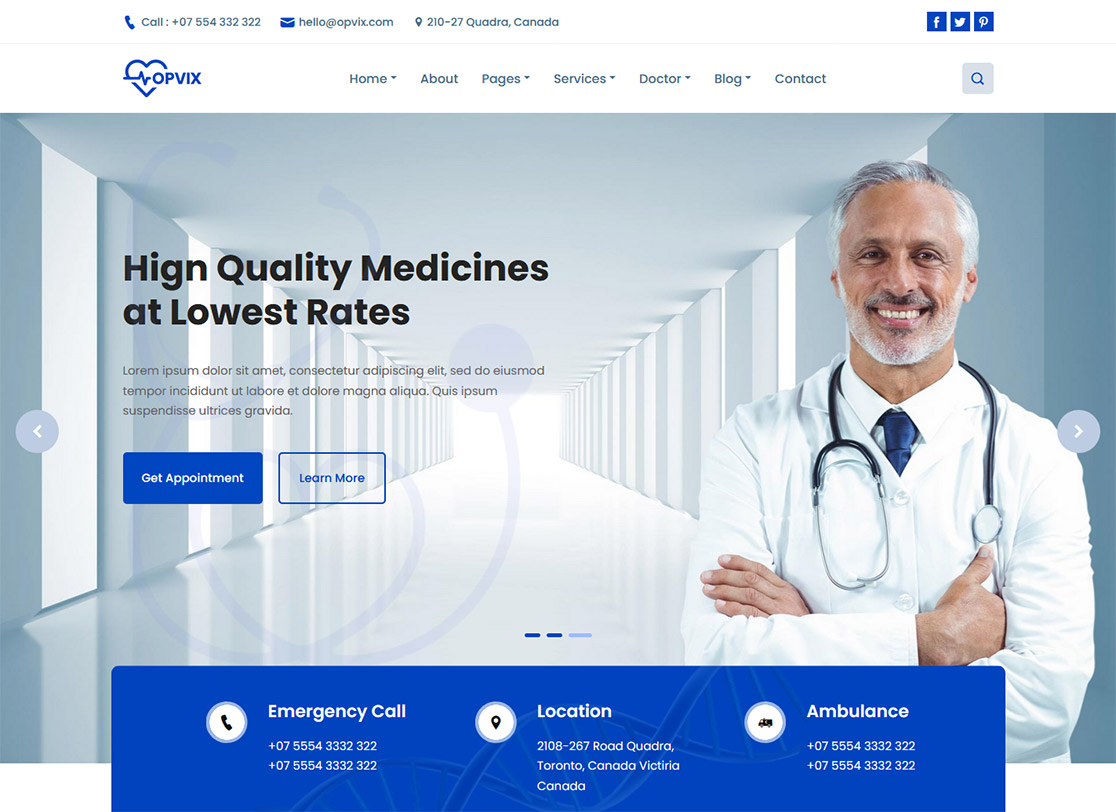 Call : +07 554 332 322
hello@opvix.com
210-27 Quadra, Canada
OPVIX
Home
About
Pages
Services
Doctor
Blog
Contact
Hign Quality Medicines
at Lowest Rates
Lorem ipsum dolor sit amet, consectetur adipiscing elit, sed do eiusmod
tempor incididunt ut labore et dolore magna aliqua. Quis ipsum
suspendisse ultrices gravida.
Get Appointment
Learn More
Emergency Call
+07 5554 3332 322
+07 5554 3332 322
Location
2108-267 Road Quadra,
Toronto, Canada Victiria
Canada
Ambulance
+07 5554 3332 322
+07 5554 3332 322